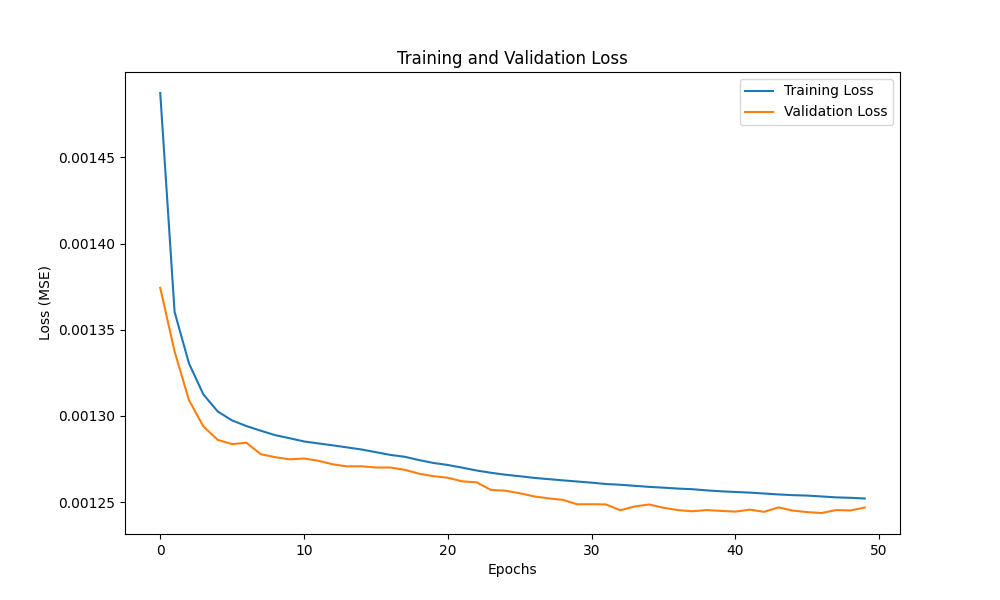 Training and Validation Loss
Training Loss
Validation Loss
Loss (MSE)
0.00145
0.00140
0.00135
0.00130
0.00125
0 10 20 30 40 50
Epochs